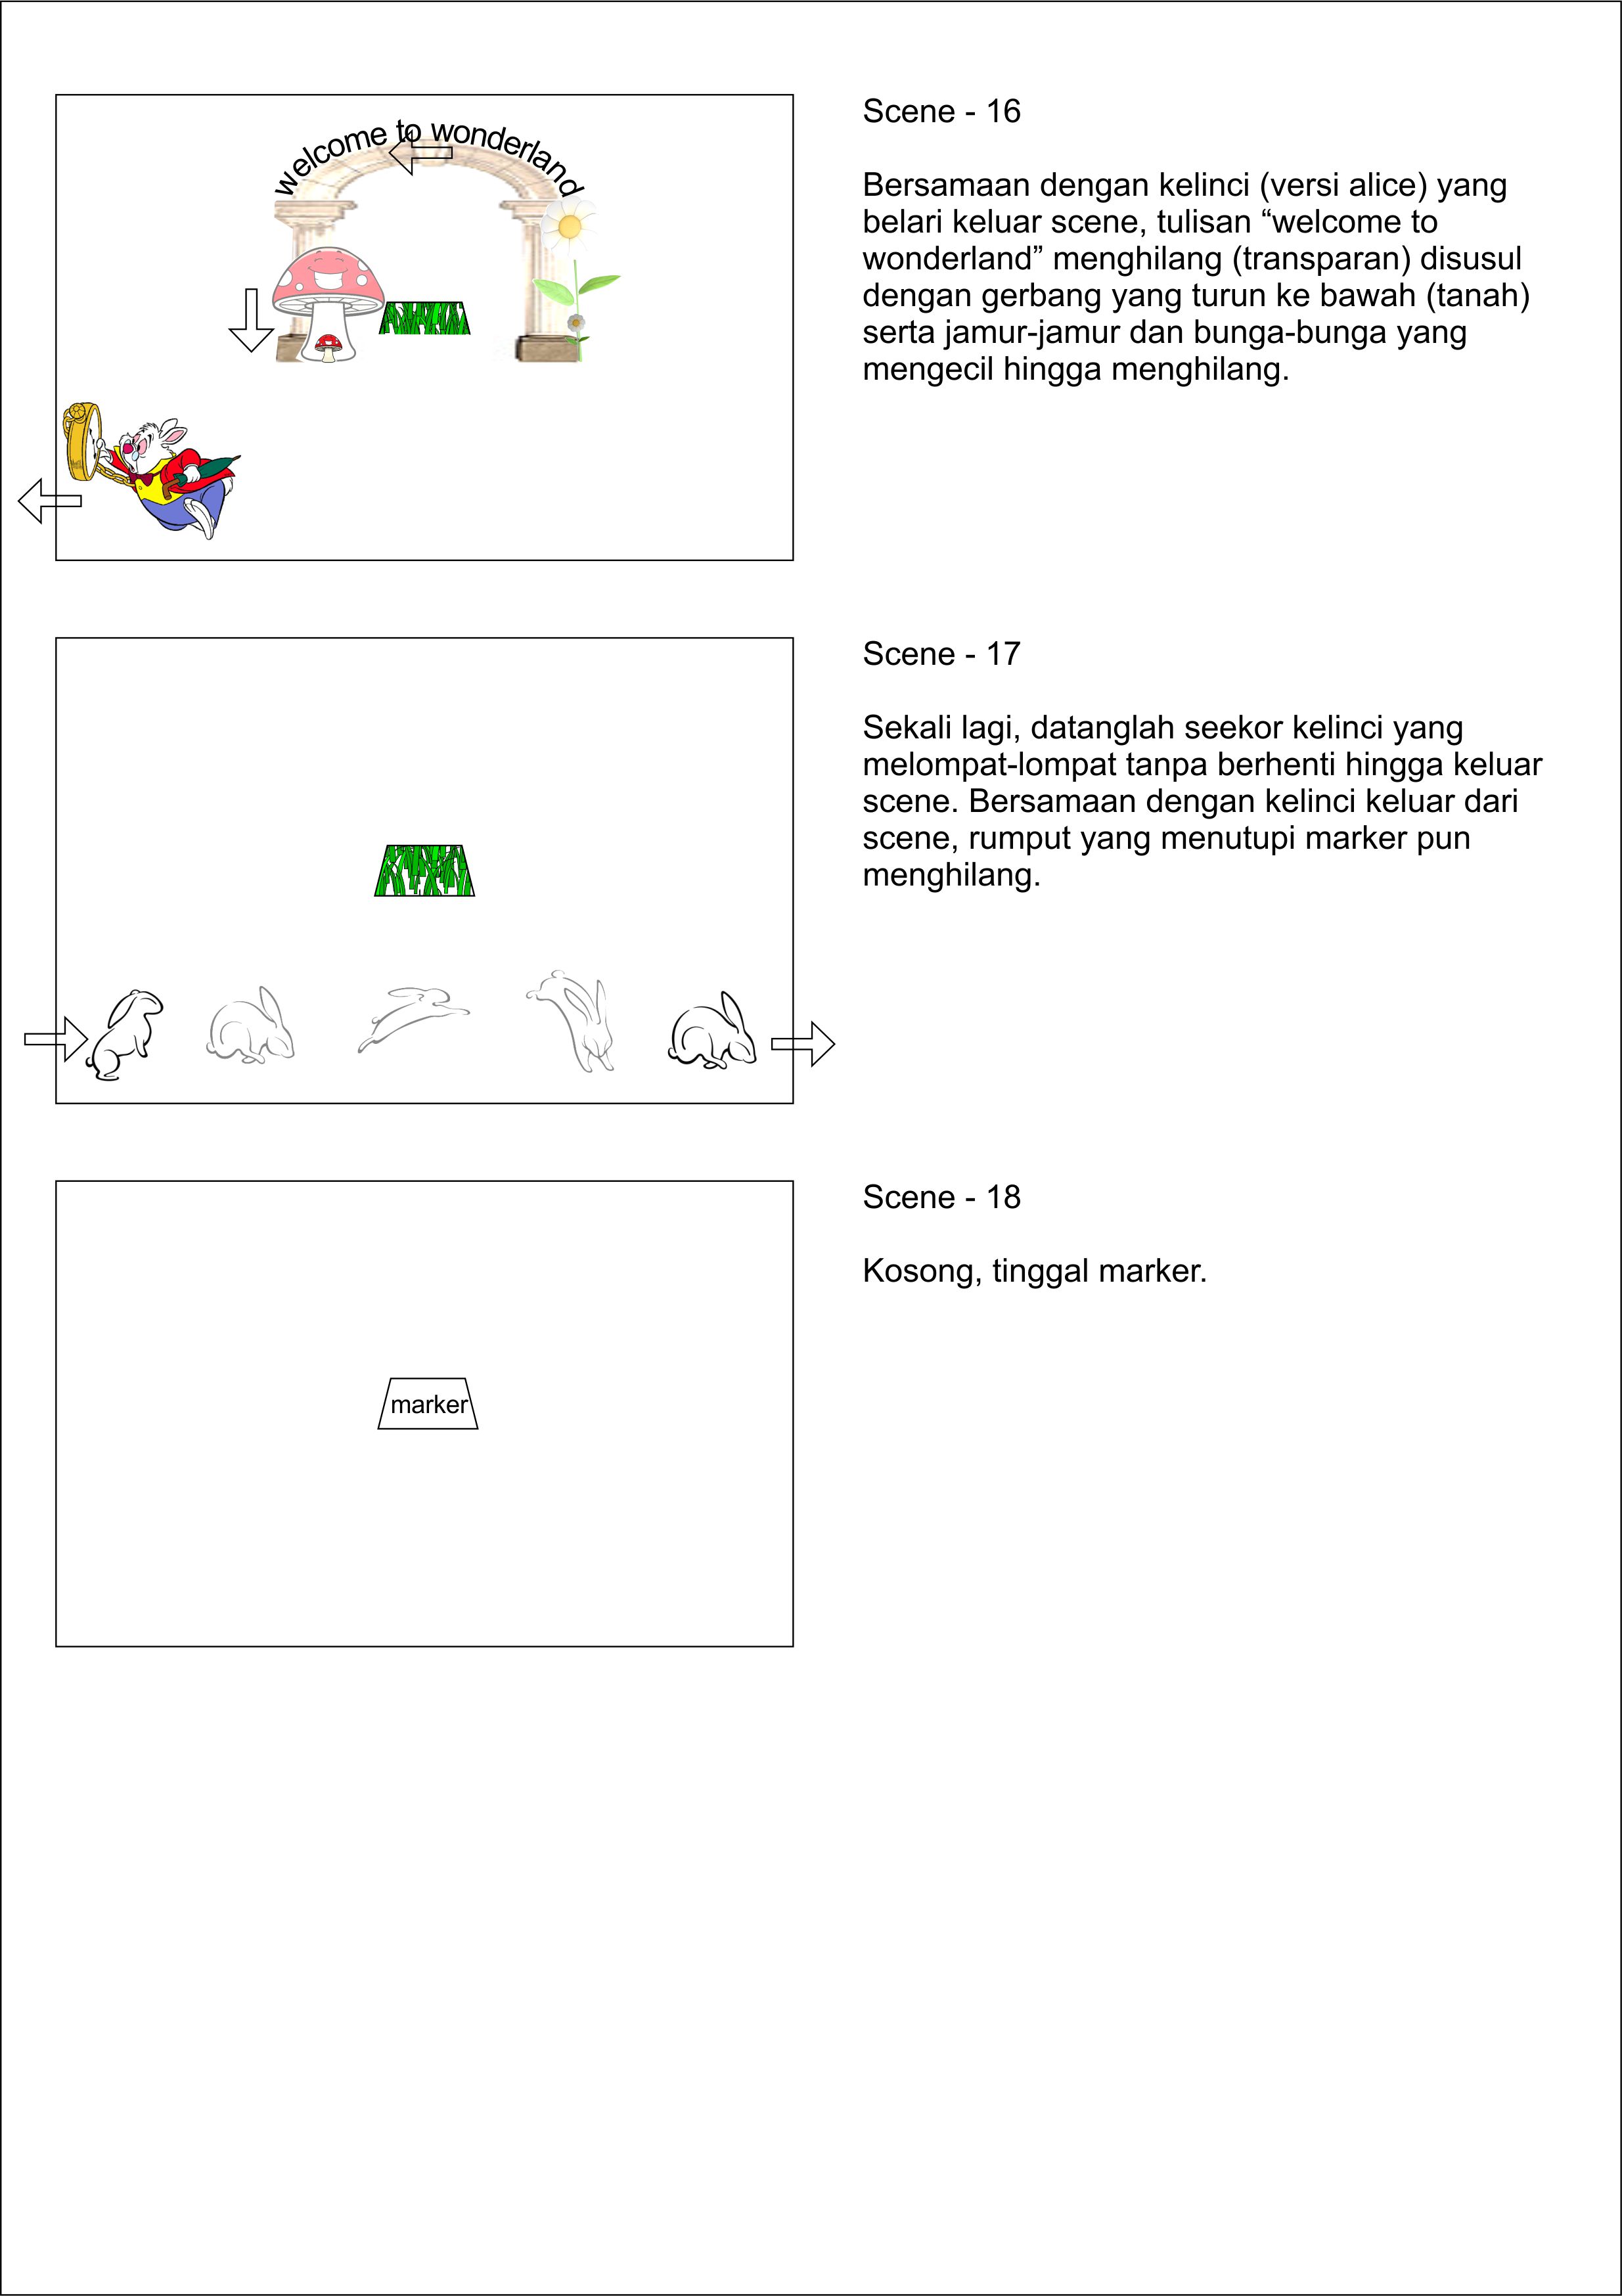 welcome to wonderland
Scene - 16
Bersamaan dengan kelinci (versi alice) yang
belari keluar scene, tulisan “welcome to
wonderland” menghilang (transparan) disusul
dengan gerbang yang turun ke bawah (tanah)
serta jamur-jamur dan bunga-bunga yang
mengecil hingga menghilang.
Scene - 17
Sekali lagi, datanglah seekor kelinci yang
melompat-lompat tanpa berhenti hingga keluar
scene. Bersamaan dengan kelinci keluar dari
scene, rumput yang menutupi marker pun
menghilang.
Scene - 18
Kosong, tinggal marker.
marker